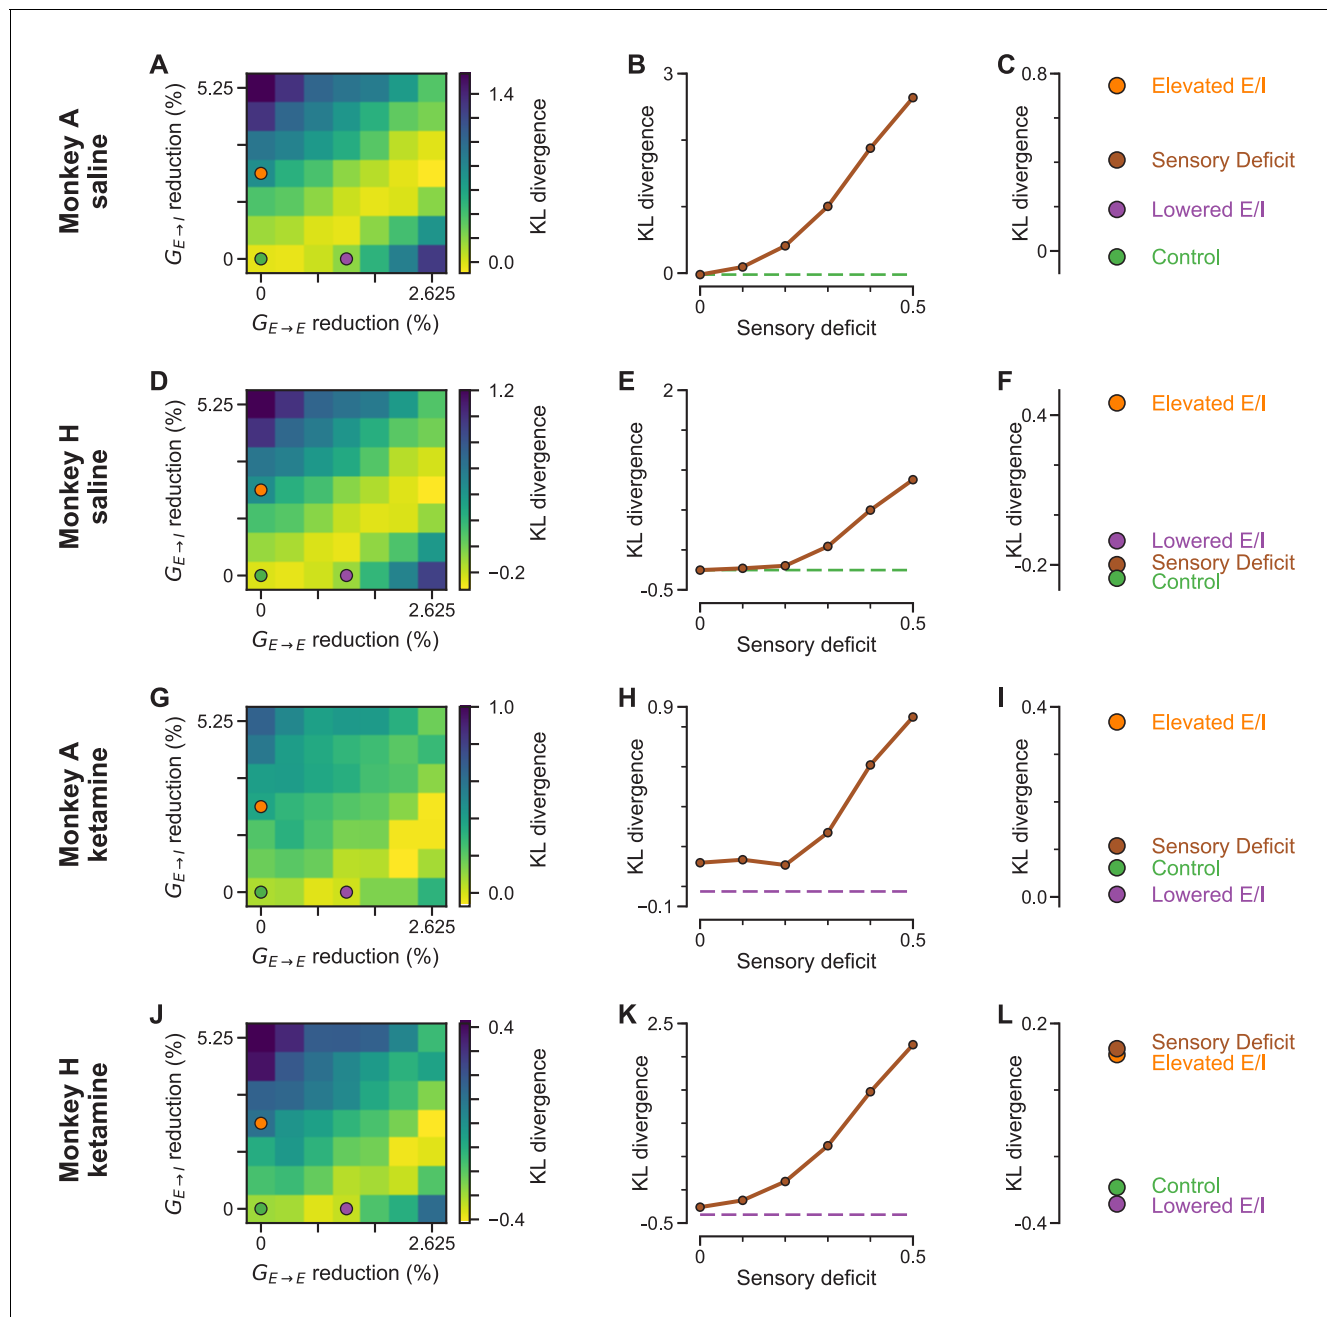 Monkey A
saline
A
5.25
0
G_{E→I} reduction (%)
0
2.625
G_{E→E} reduction (%)
1.4
0.0
KL divergence
B
3
0
KL divergence
0
0.5
Sensory deficit
C
0.8
0
KL divergence
Elevated E/I
Sensory Deficit
Lowered E/I
Control
Monkey H
saline
D
5.25
0
G_{E→I} reduction (%)
0
2.625
G_{E→E} reduction (%)
1.2
−0.2
KL divergence
E
2
-0.5
KL divergence
0
0.5
Sensory deficit
F
0.4
-0.2
KL divergence
Elevated E/I
Lowered E/I
Sensory Deficit
Control
Monkey A
ketamine
G
5.25
0
G_{E→I} reduction (%)
0
2.625
G_{E→E} reduction (%)
1.0
0.0
KL divergence
H
0.9
−0.1
KL divergence
0
0.5
Sensory deficit
I
0.4
0.0
KL divergence
Elevated E/I
Sensory Deficit
Control
Lowered E/I
Monkey H
ketamine
J
5.25
0
G_{E→I} reduction (%)
0
2.625
G_{E→E} reduction (%)
0.4
−0.4
KL divergence
K
2.5
-0.5
KL divergence
0
0.5
Sensory deficit
L
0.2
-0.4
KL divergence
Sensory Deficit
Elevated E/I
Control
Lowered E/I